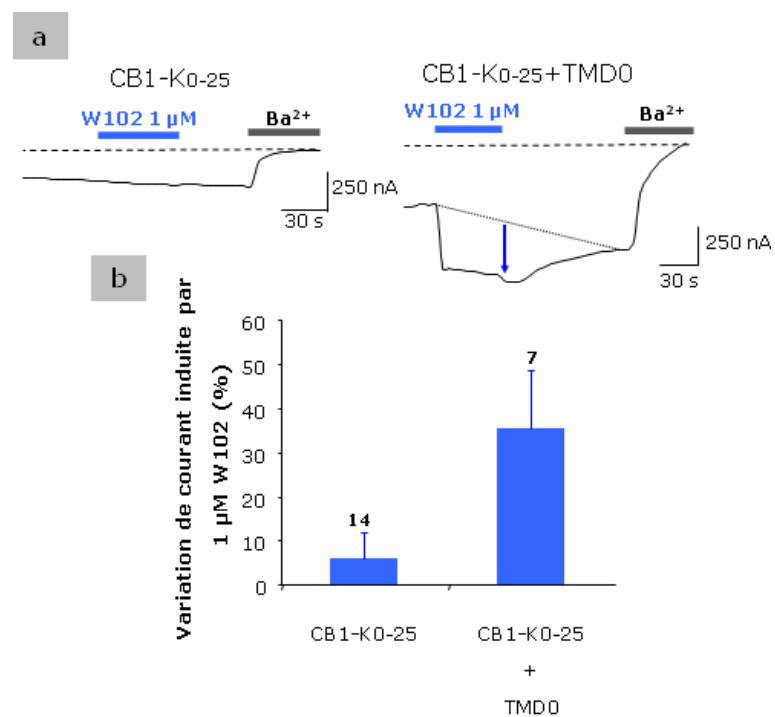 a
CB1-K0-25
W102 1 µM
Ba²⁺
250 nA
30 s
CB1-K0-25+TMD0
W102 1 µM
Ba²⁺
250 nA
30 s
b
Variation de courant induite par
1 µM W102 (%)
60
50
40
30
20
10
0
14
7
CB1-K0-25
CB1-K0-25
+
TMD0